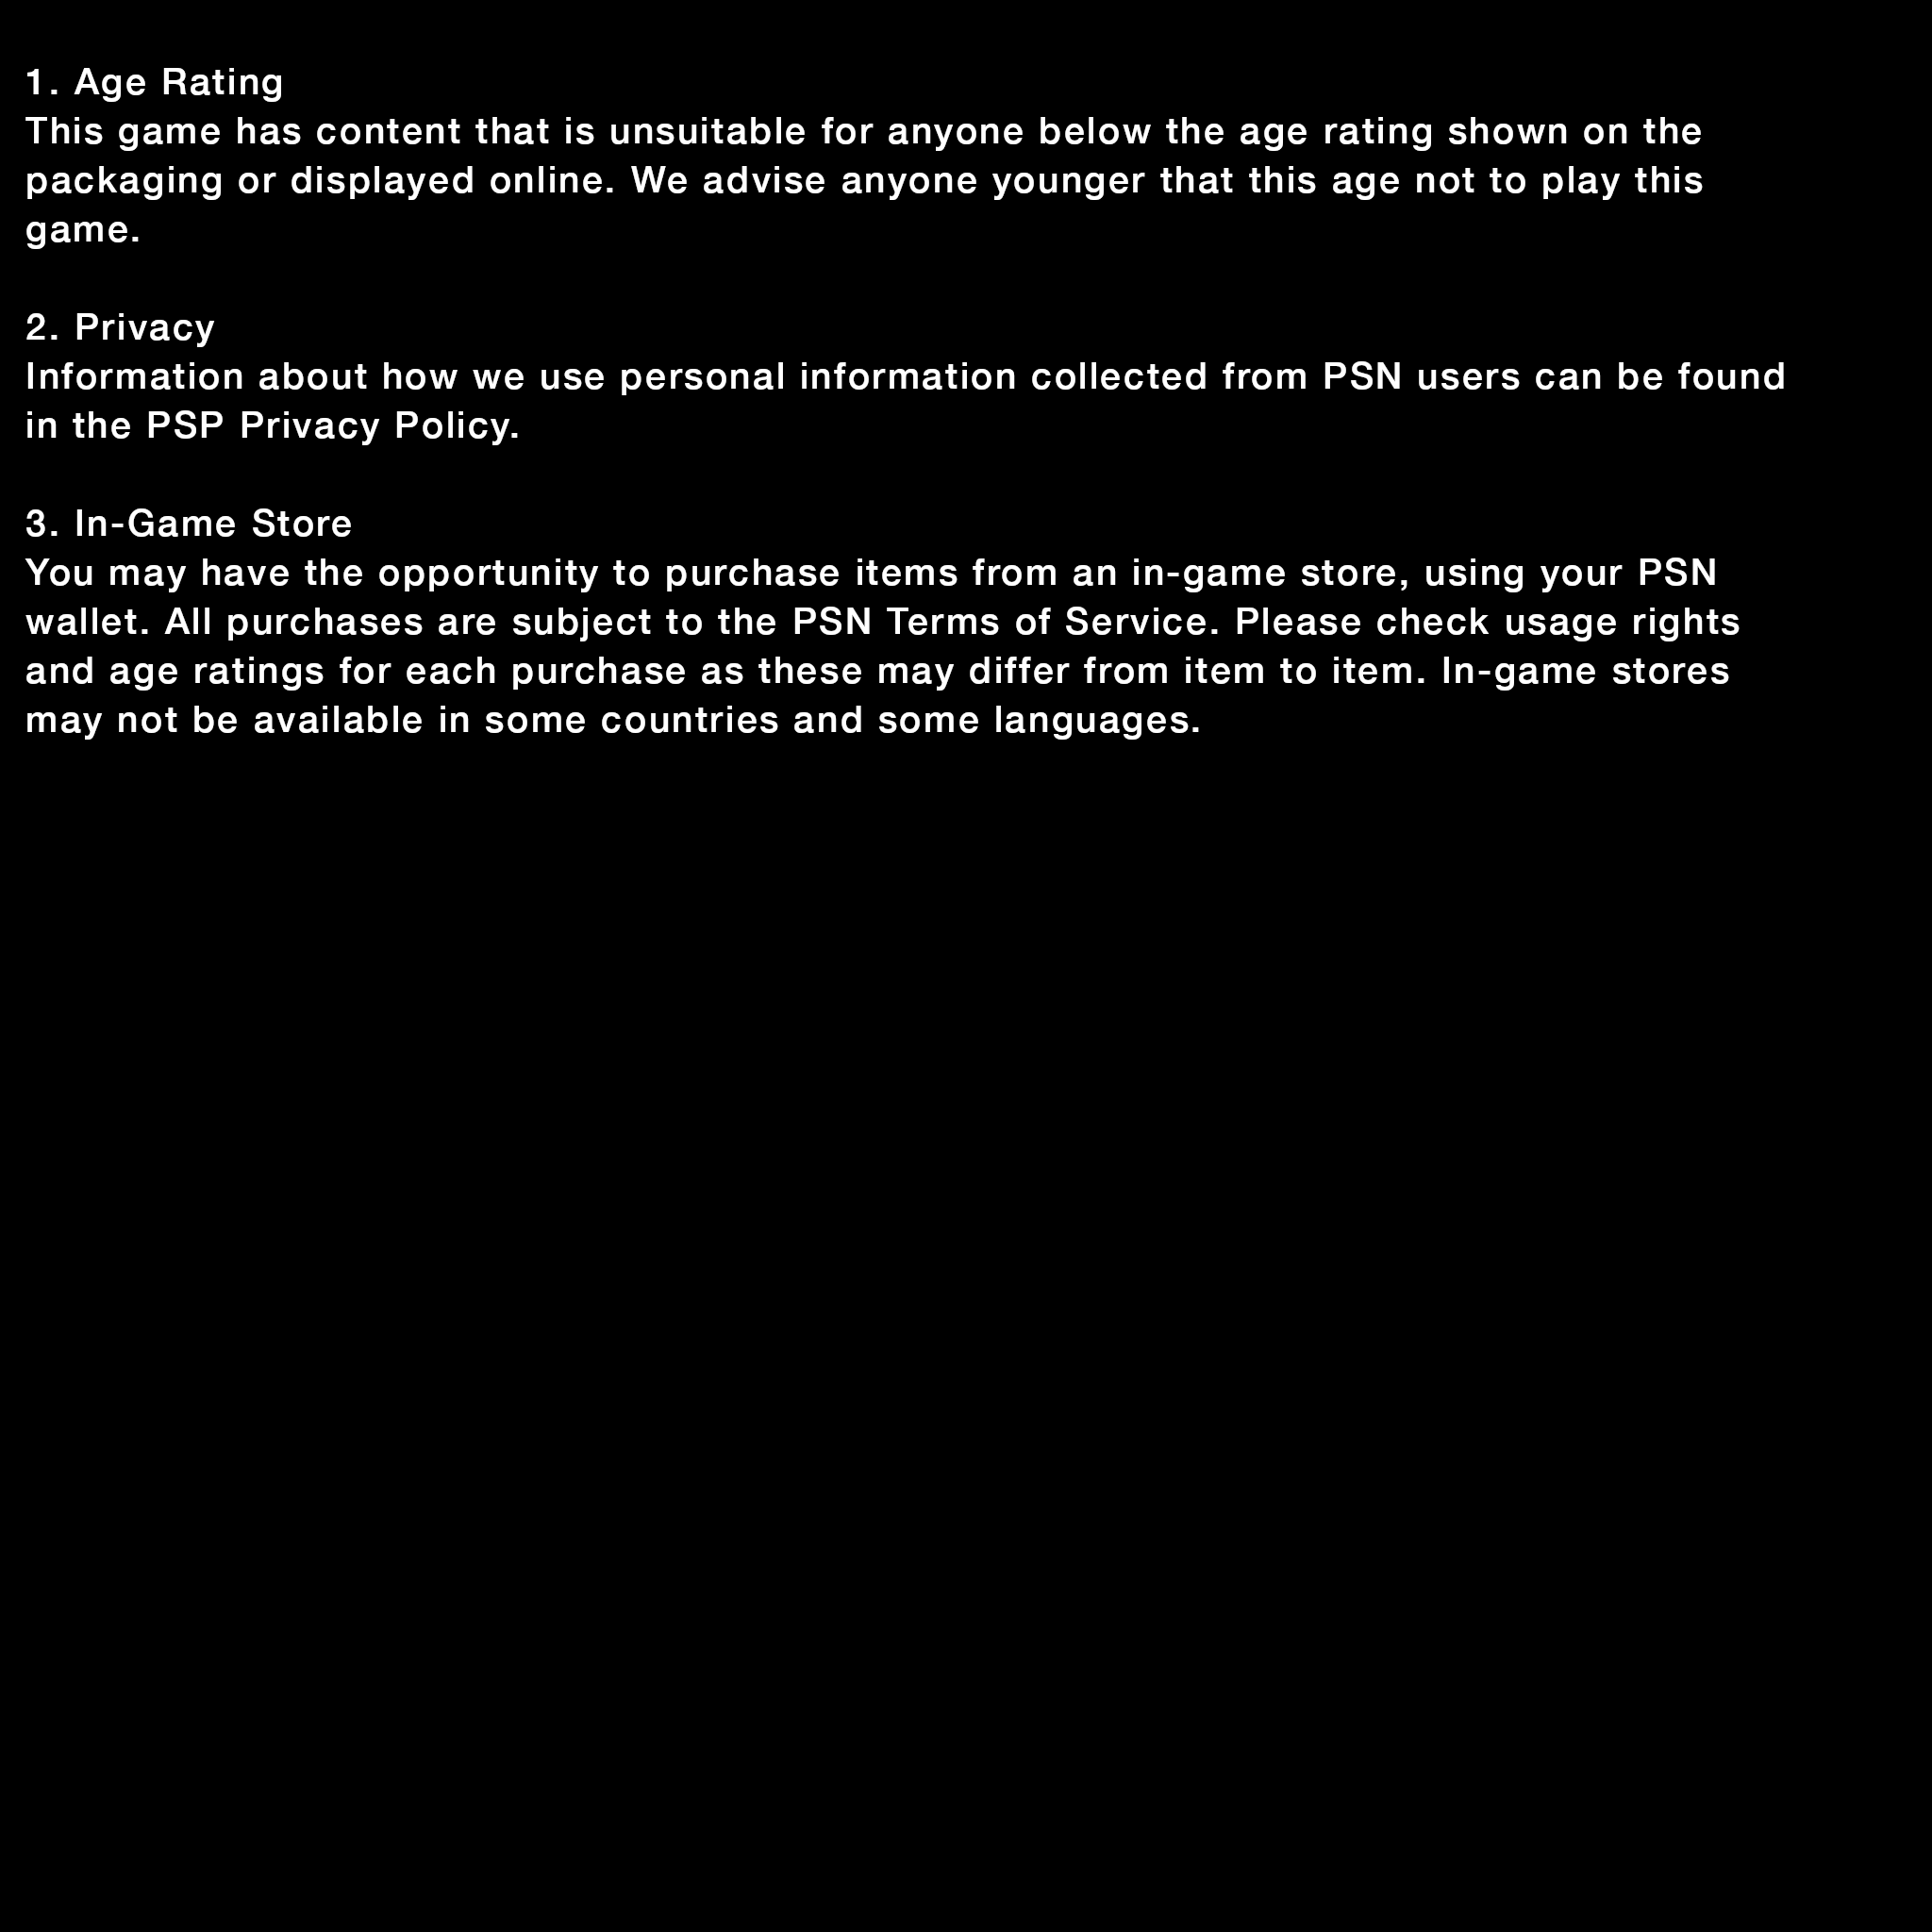 1. Age Rating
This game has content that is unsuitable for anyone below the age rating shown on the
packaging or displayed online. We advise anyone younger that this age not to play this
game.
2. Privacy
Information about how we use personal information collected from PSN users can be found
in the PSP Privacy Policy.
3. In-Game Store
You may have the opportunity to purchase items from an in-game store, using your PSN
wallet. All purchases are subject to the PSN Terms of Service. Please check usage rights
and age ratings for each purchase as these may differ from item to item. In-game stores
may not be available in some countries and some languages.